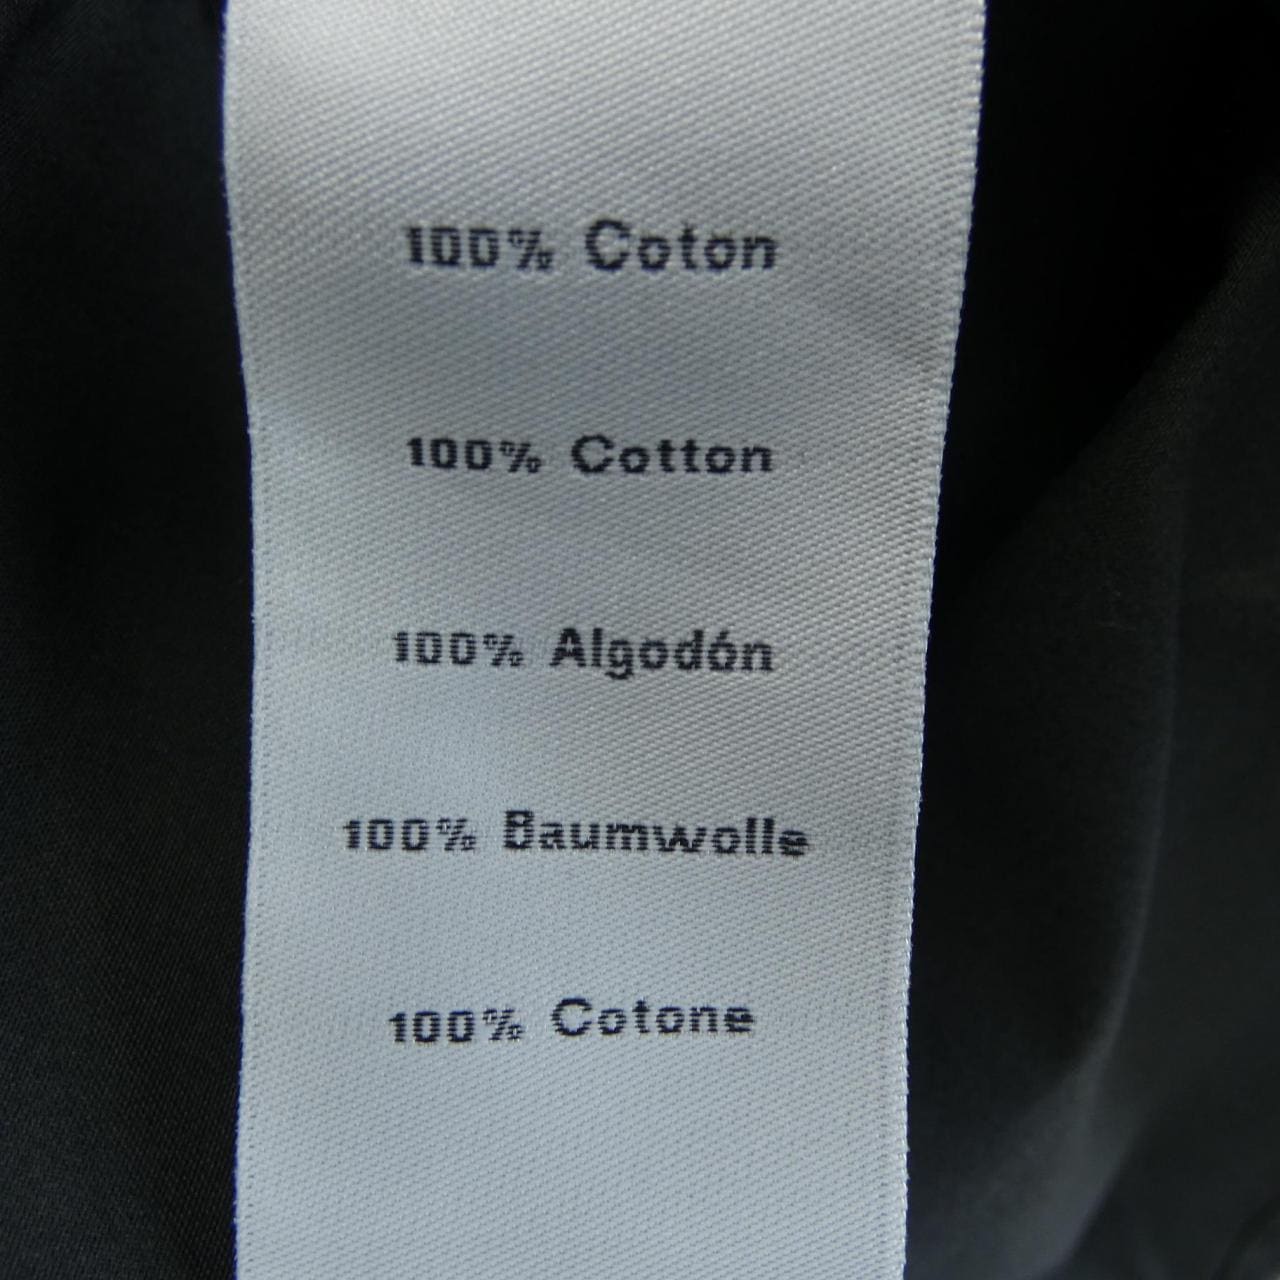 100% Coton
100% Cotton
100% Algodón
100% Baumwolle
100% Cotone